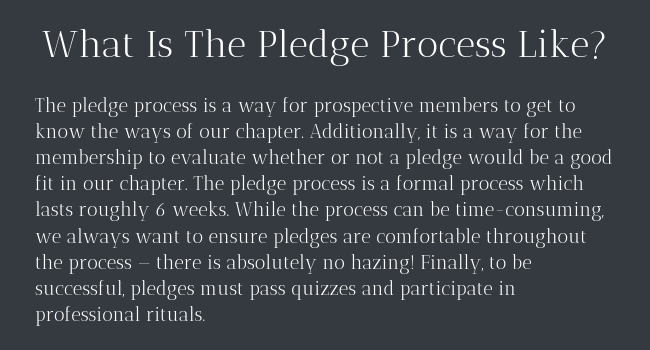 What Is The Pledge Process Like?
The pledge process is a way for prospective members to get to
know the ways of our chapter. Additionally, it is a way for the
membership to evaluate whether or not a pledge would be a good
fit in our chapter. The pledge process is a formal process which
lasts roughly 6 weeks. While the process can be time-consuming,
we always want to ensure pledges are comfortable throughout
the process – there is absolutely no hazing! Finally, to be
successful, pledges must pass quizzes and participate in
professional rituals.